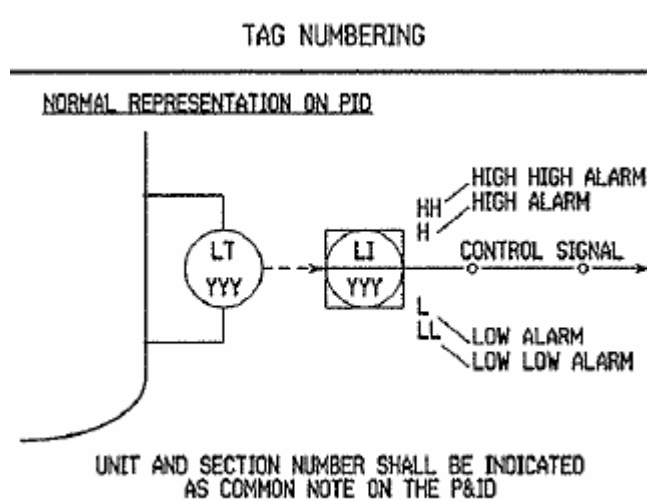 TAG NUMBERING
NORMAL REPRESENTATION ON PID
HIGH HIGH ALARM
HH
HIGH ALARM
H
LT
YYY
LI
YYY
CONTROL SIGNAL
L
LOW ALARM
LL
LOW LOW ALARM
UNIT AND SECTION NUMBER SHALL BE INDICATED
AS COMMON NOTE ON THE P&ID